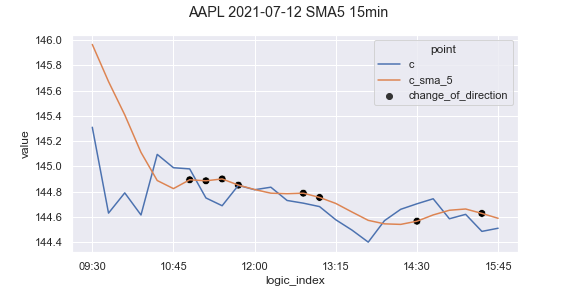 AAPL 2021-07-12 SMA5 15min
point
c
c_sma_5
change_of_direction
146.0
145.8
145.6
145.4
145.2
145.0
144.8
144.6
144.4
value
09:30 10:45 12:00 13:15 14:30 15:45
logic_index